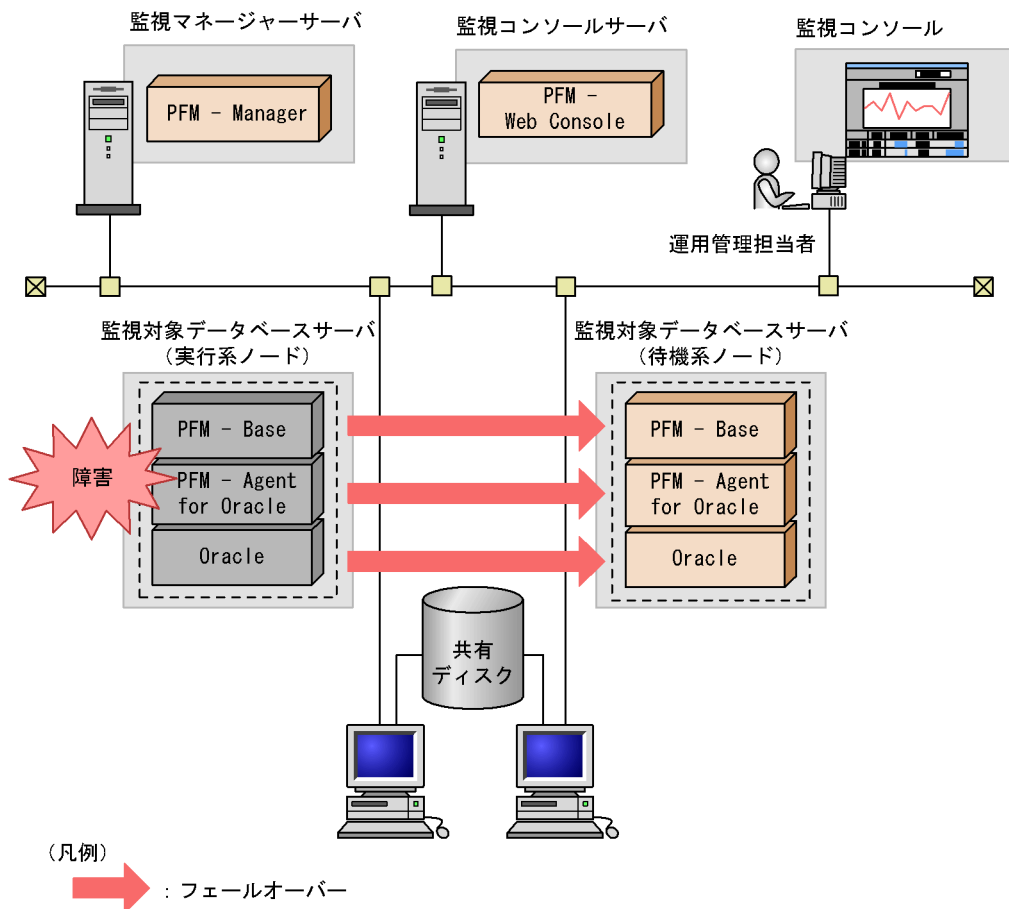 監視マネージャーサーバ
監視コンソールサーバ
監視コンソール
PFM - Manager
PFM -
Web Console
運用管理担当者
監視対象データベースサーバ
(実行系ノード)
監視対象データベースサーバ
(待機系ノード)
障害
PFM - Base
PFM - Agent
for Oracle
Oracle
PFM - Base
PFM - Agent
for Oracle
Oracle
共有
ディスク
(凡例)
: フェールオーバー